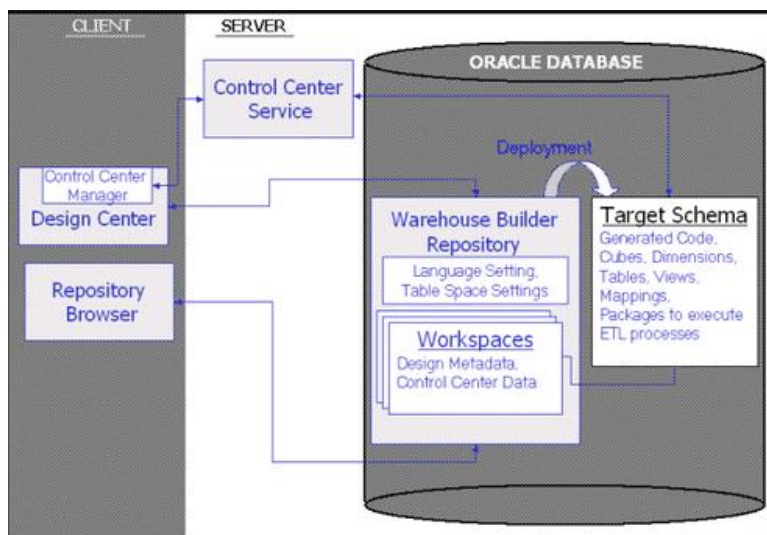 CLIENT
SERVER
ORACLE DATABASE
Control Center
Service
Deployment
Control Center
Manager
Design Center
Repository
Browser
Warehouse Builder
Repository
Language Setting,
Table Space Settings
Workspaces
Design Metadata,
Control Center Data
Target Schema
Generated Code,
Cubes, Dimensions,
Tables, Views,
Mappings,
Packages to execute
ETL processes